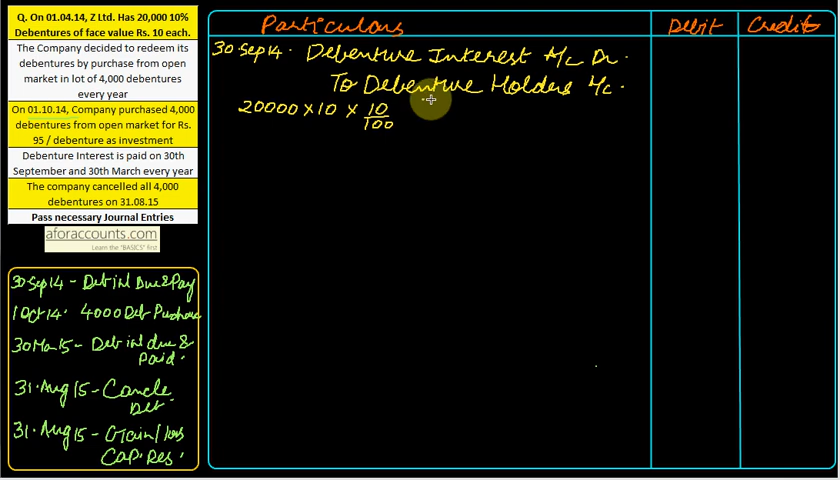 Q. On 01.04.14, Z Ltd. Has 20,000 10%
Debentures of face value Rs. 10 each.
The Company decided to redeem its
debentures by purchase from open
market in lot of 4,000 debentures
every year
On 01.10.14, Company purchased 4,000
debentures from open market for Rs.
95 / debenture as investment
Debenture Interest is paid on 30th
September and 30th March every year
The company cancelled all 4,000
debentures on 31.08.15
Pass necessary Journal Entries
aforaccounts.com
Learn the "BASICS" first
30 Sep 14 - Deb int Due & Pay
1 Oct 14. 4000 Deb Purchase
30 Mar 15 - Deb int due &
Paid.
31. Aug 15 - Cancle
Deb.
31. Aug 15 - Gain/loss
Cap. Res.
Particulars Debit Credit
30 Sep 14. Debenture Interest A/c Dr.
To Debenture Holders A/c.
20000 × 10 × 10/100